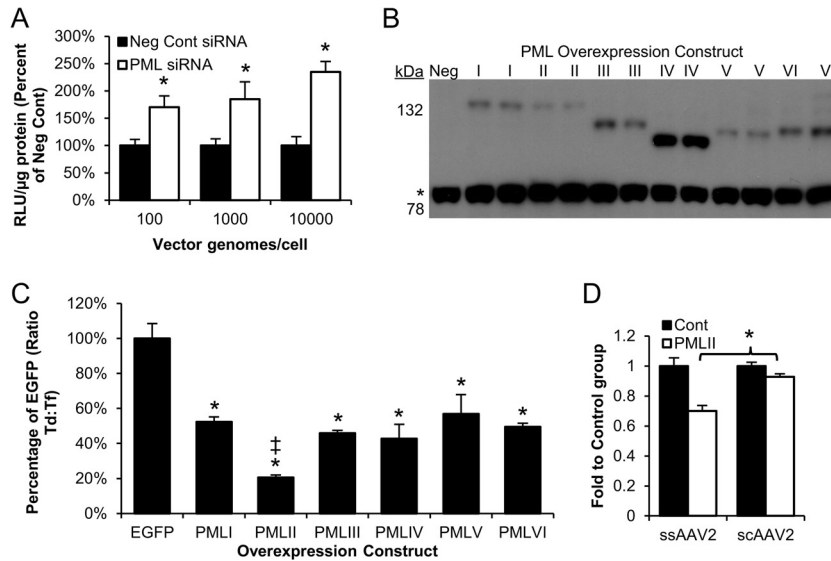 A
RLU/μg protein (Percent
of Neg Cont)
300%
250%
200%
150%
100%
50%
0%
Neg Cont siRNA
PML siRNA
* * *
100 1000 10000
Vector genomes/cell
B
PML Overexpression Construct
kDa Neg I I II II III III IV IV V V VI V
132
*
78
C
Percentage of EGFP (Ratio
Td:Tf)
120%
100%
80%
60%
40%
20%
0%
* ‡ * * * * *
EGFP PMLI PMLII PMLIII PMLIV PMLV PMLVI
Overexpression Construct
D
Fold to Control group
1.2
1
0.8
0.6
0.4
0.2
0
Cont
PMLII
*
ssAAV2 scAAV2